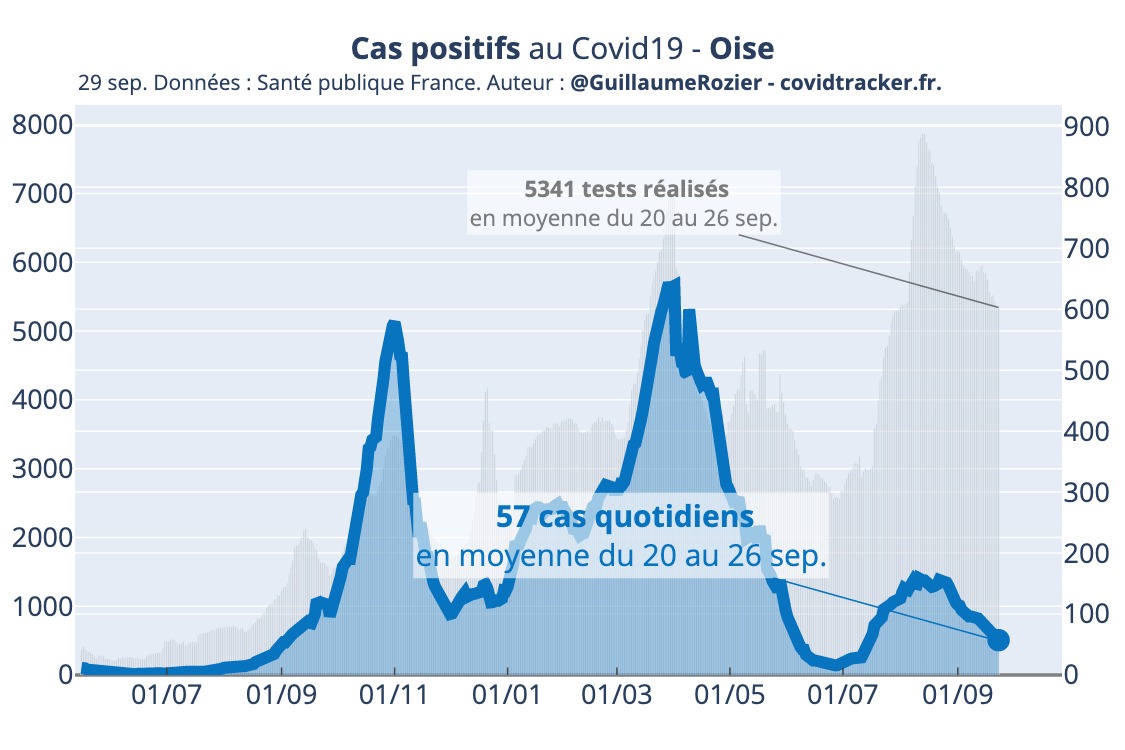 Cas positifs au Covid19 - Oise
29 sep. Données : Santé publique France. Auteur : @GuillaumeRozier - covidtracker.fr.
8000
7000
6000
5000
4000
3000
2000
1000
0
900
800
700
600
500
400
300
200
100
0
5341 tests réalisés
en moyenne du 20 au 26 sep.
57 cas quotidiens
en moyenne du 20 au 26 sep.
01/07 01/09 01/11 01/01 01/03 01/05 01/07 01/09